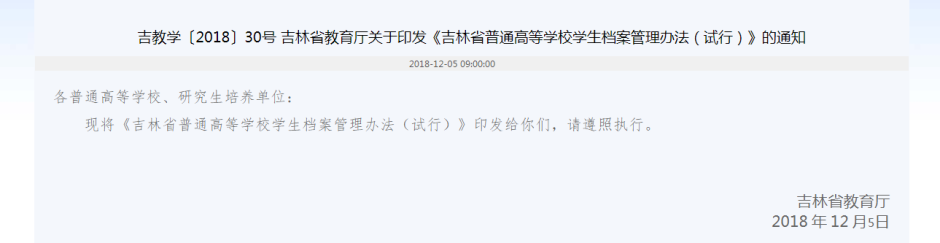 吉教学〔2018〕30号 吉林省教育厅关于印发《吉林省普通高等学校学生档案管理办法（试行）》的通知
2018-12-05 09:00:00
各普通高等学校、研究生培养单位：
现将《吉林省普通高等学校学生档案管理办法（试行）》印发给你们，请遵照执行。
吉林省教育厅
2018 年 12 月5日